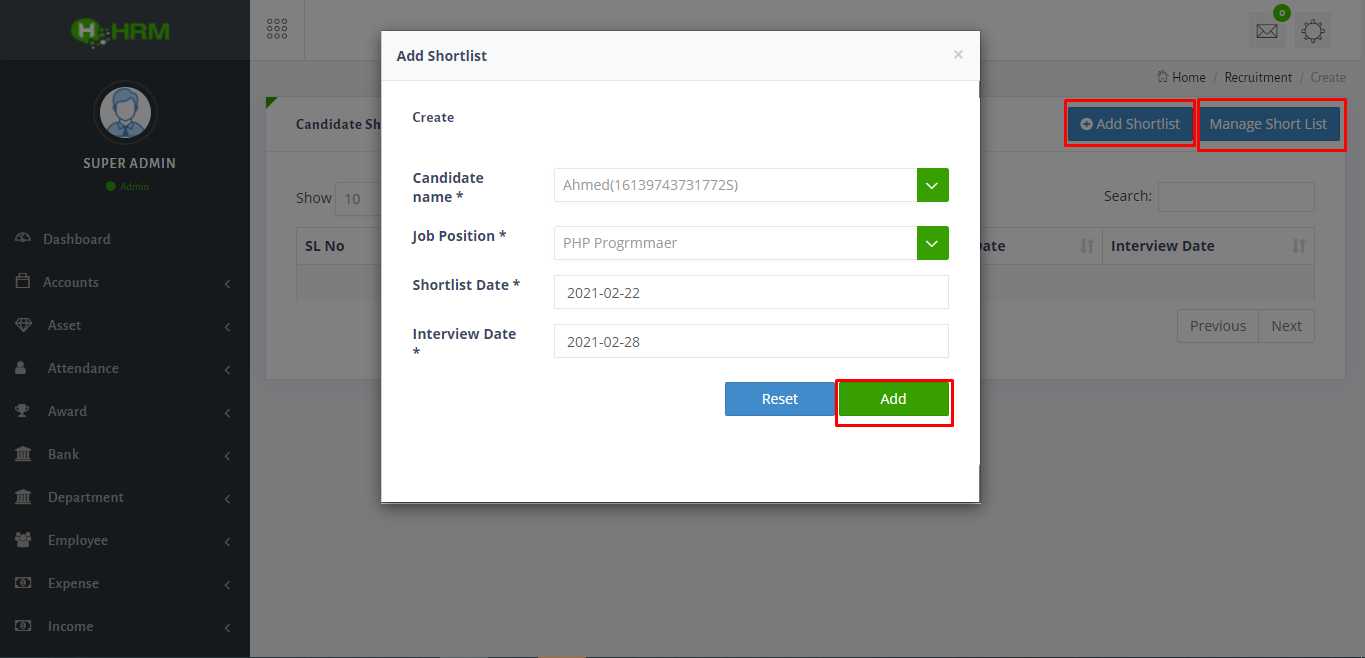 HRM
0
Add Shortlist
×
Home / Recruitment / Create
Create
Candidate Sh
Add Shortlist
Manage Short List
SUPER ADMIN
Admin
Candidate
name *
Ahmed(16139743731772S)
Show 10
Search:
Job Position *
PHP Progrmmaer
SL No
ate
Interview Date
Shortlist Date *
2021-02-22
Interview Date
*
2021-02-28
Previous
Next
Reset
Add
Dashboard
Accounts
Asset
Attendance
Award
Bank
Department
Employee
Expense
Income